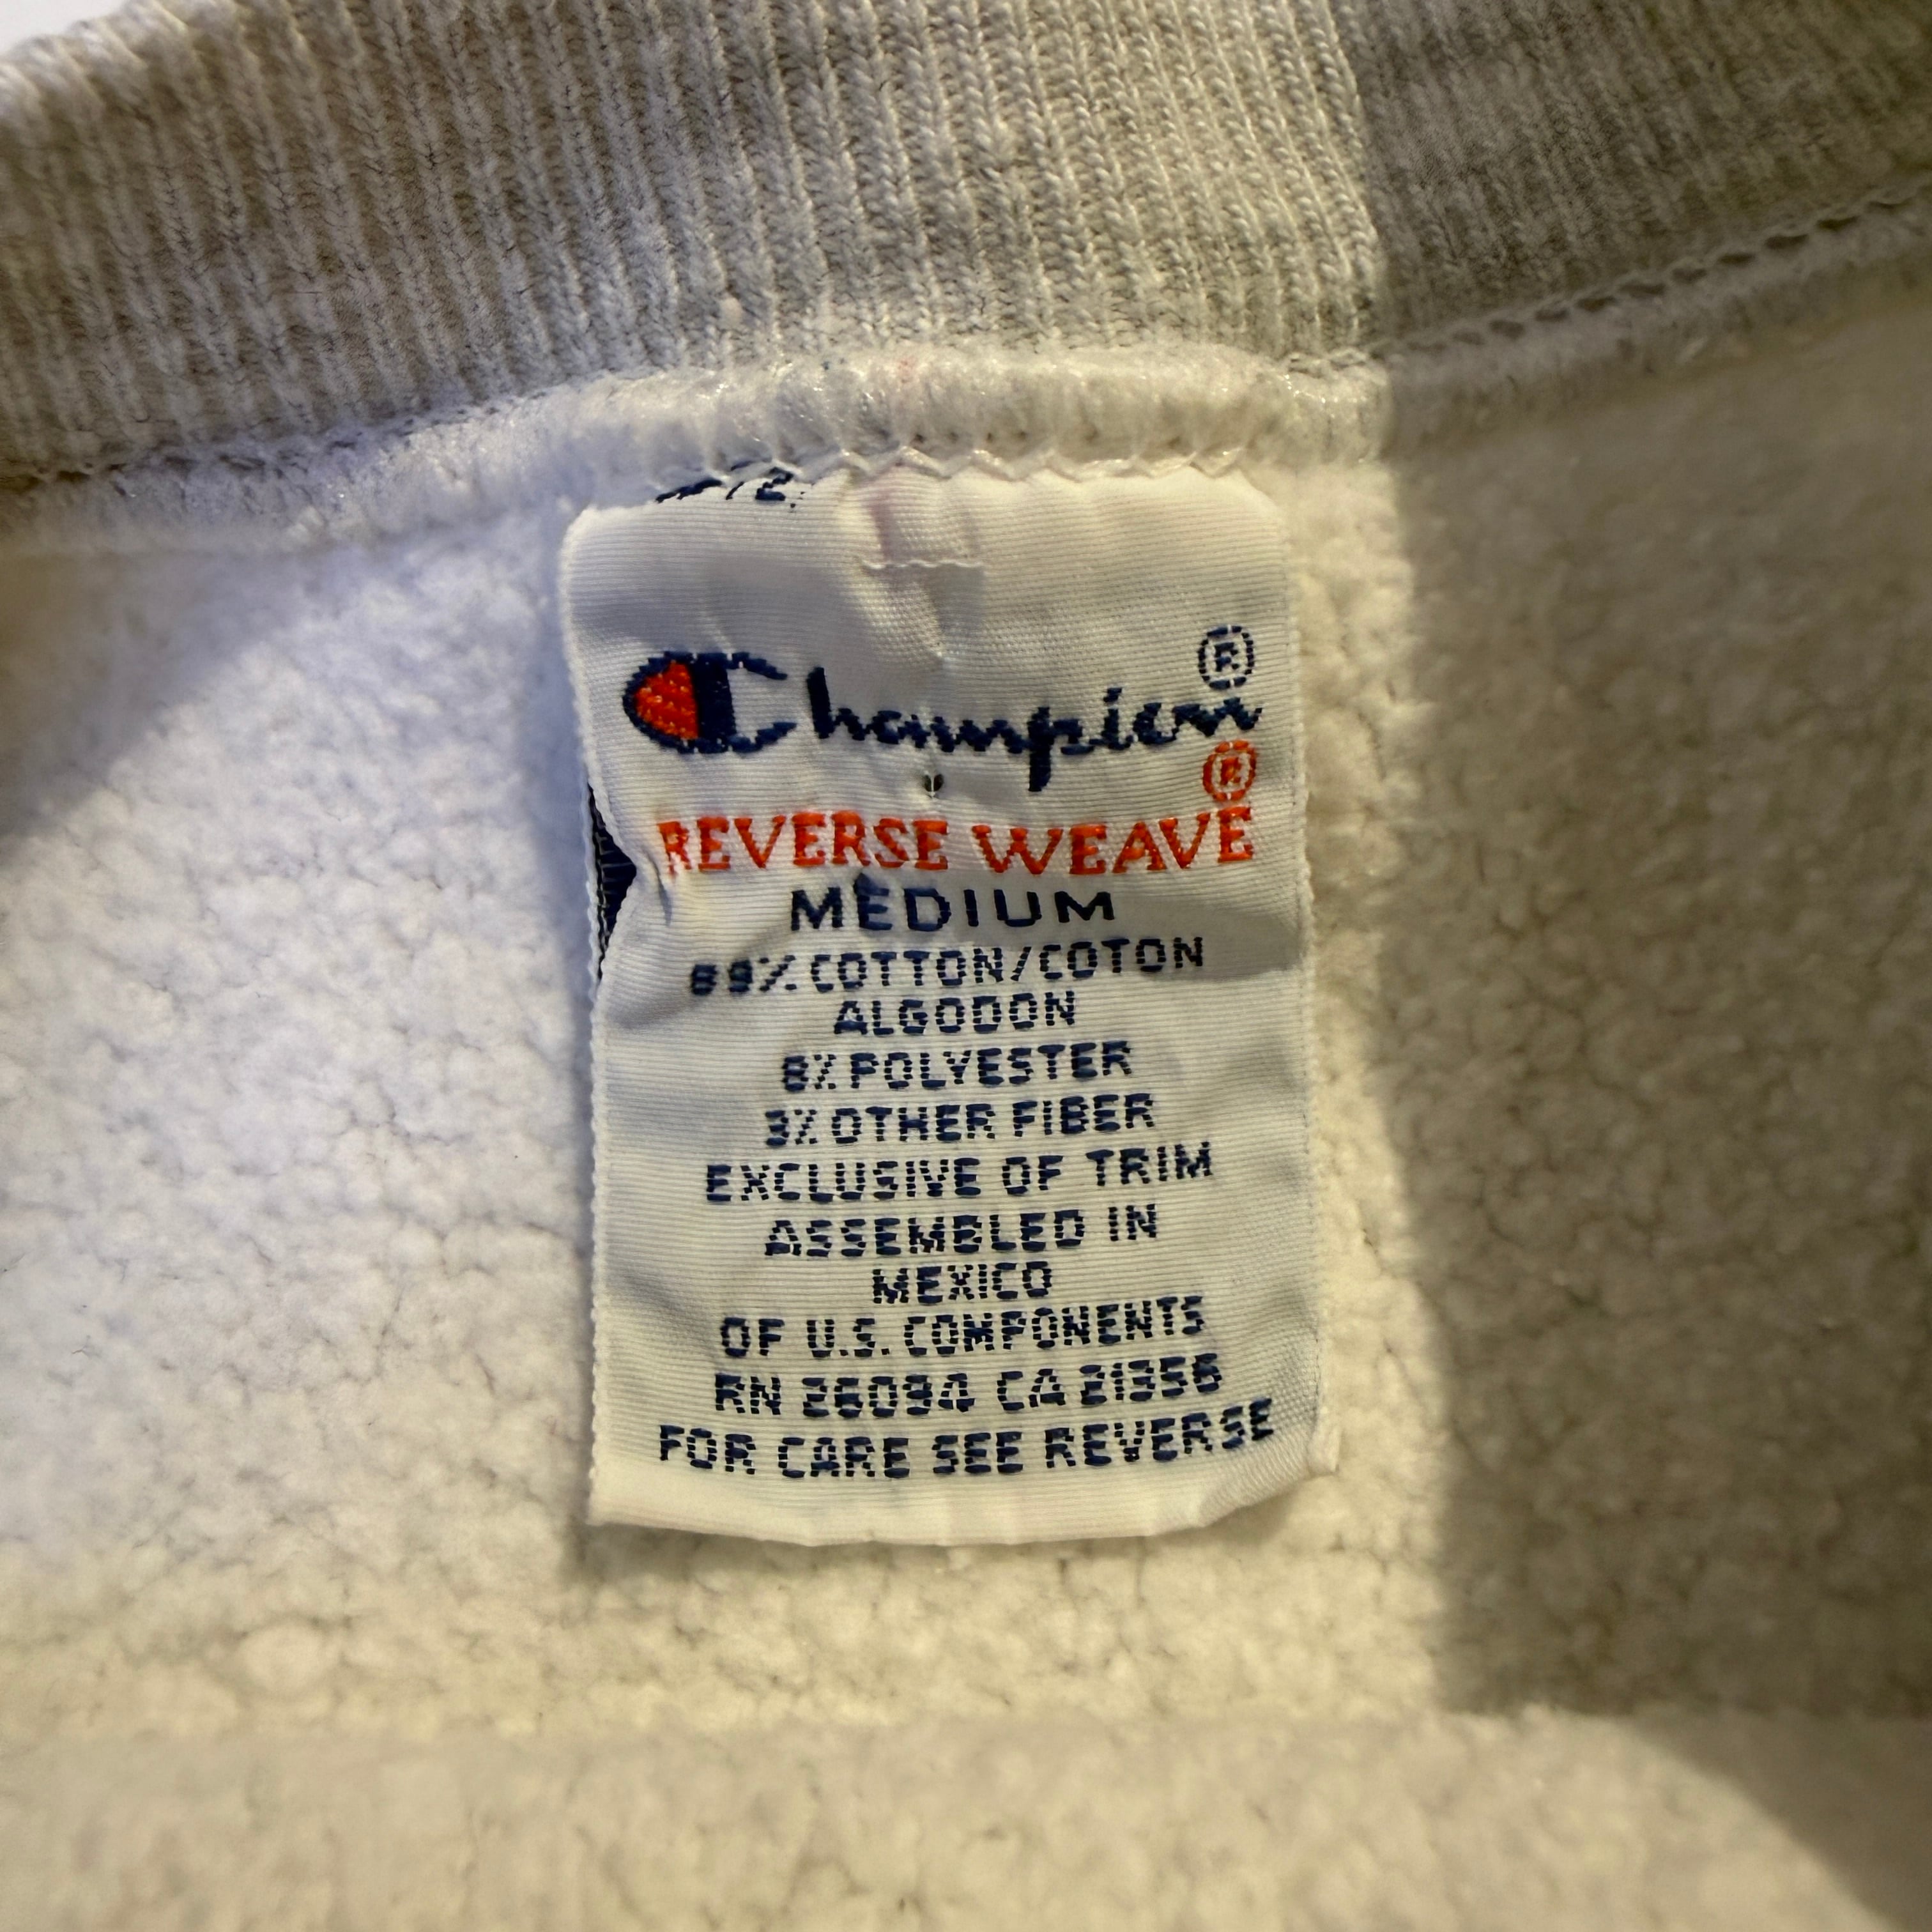 Champion®
REVERSE WEAVE®
MEDIUM
89% COTTON/COTON
ALGODON
8% POLYESTER
3% OTHER FIBER
EXCLUSIVE OF TRIM
ASSEMBLED IN
MEXICO
OF U.S. COMPONENTS
RN 26094 CA 21356
FOR CARE SEE REVERSE